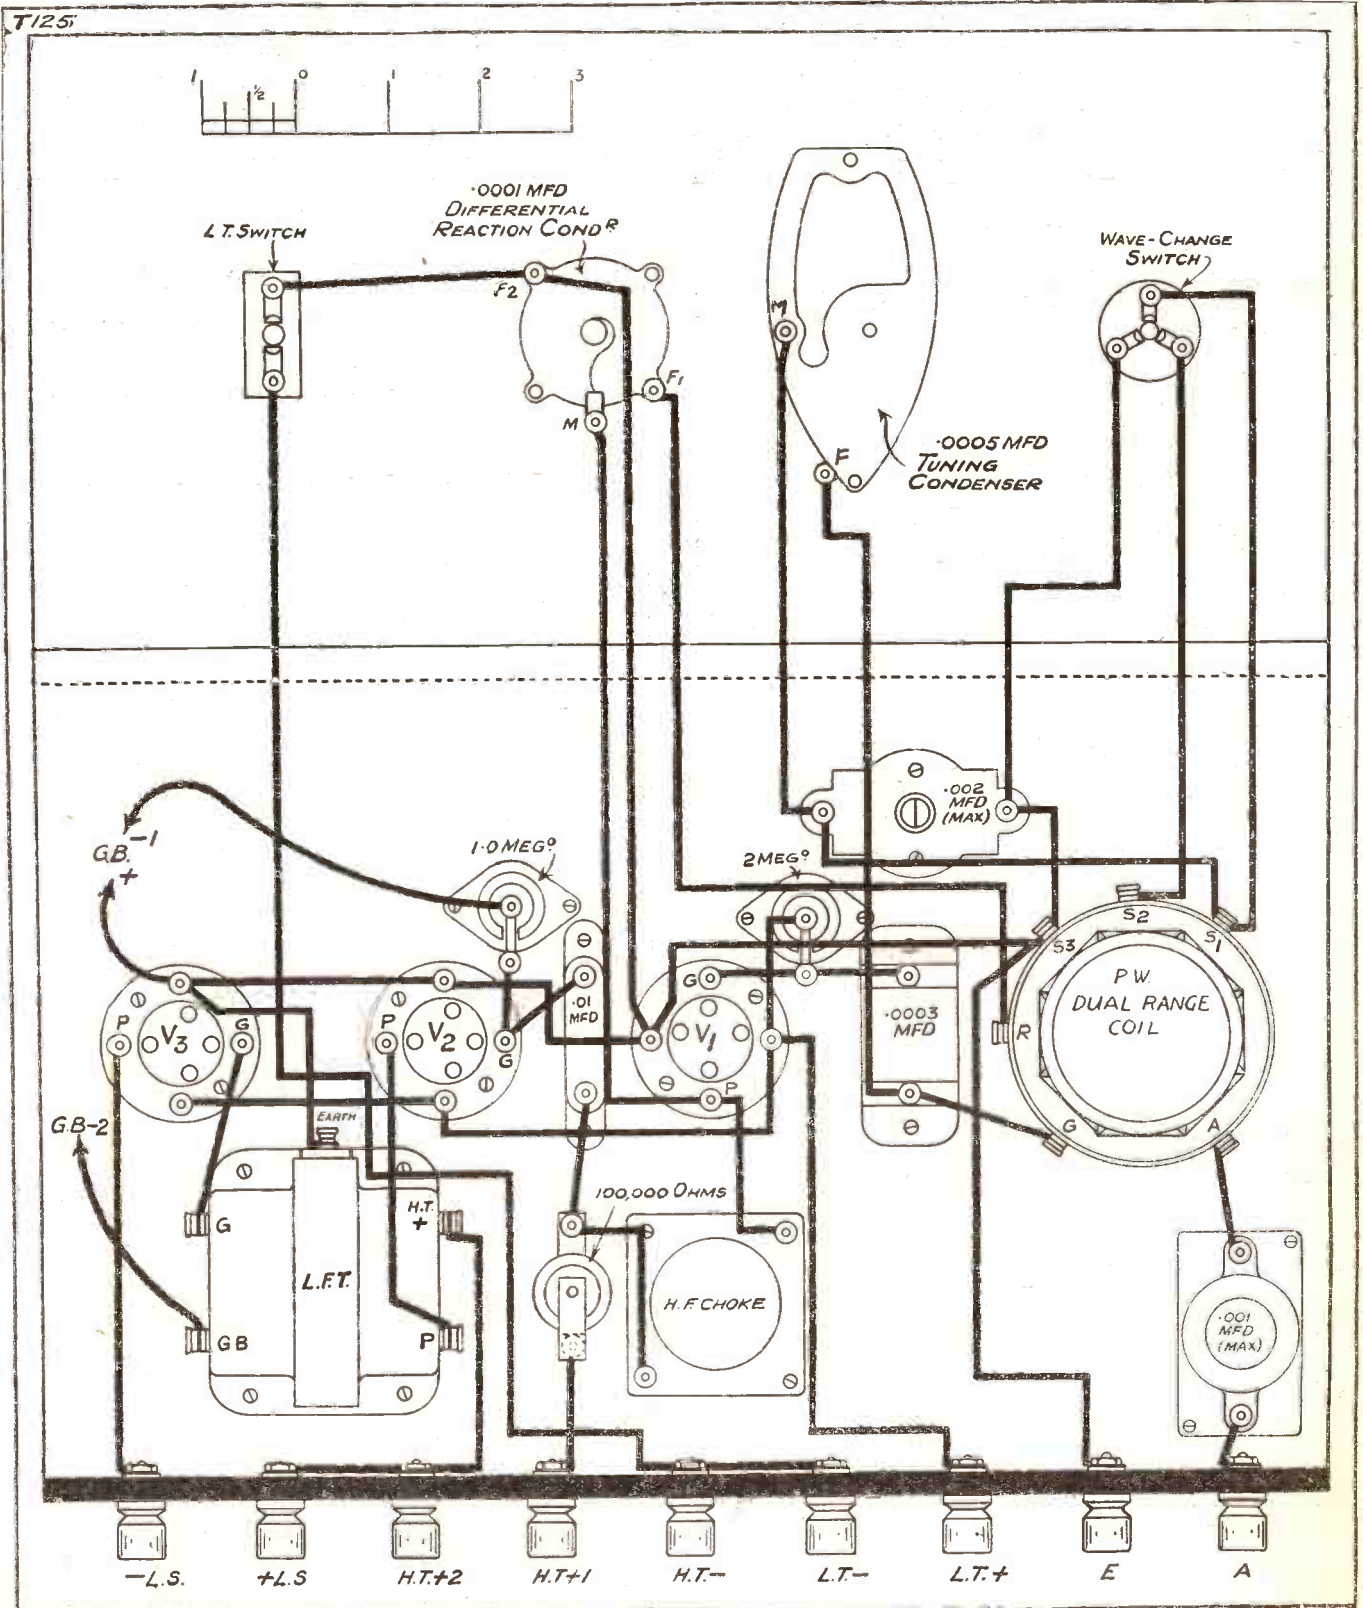 T125
1 ½ 0 1 2 3
.0001 MFD
DIFFERENTIAL
REACTION CONDR
L.T. SWITCH
WAVE-CHANGE
SWITCH
F2
M
F1
M
F
.0005 MFD
TUNING
CONDENSER
.002
MFD
(MAX)
G.B. -1
+
1.0 MEGO
2 MEGO
S3
S2
S1
P.W.
DUAL RANGE
COIL
R
G
A
P V3 G
P V2 G
.01
MFD
G
V1
P
.0003
MFD
G.B-2
EARTH
G
H.T.
+
L.F.T.
GB
P
100,000 OHMS
H.F. CHOKE
.001
MFD
(MAX)
-L.S. +L.S H.T.+2 H.T+1 H.T.- L.T.- L.T.+ E A